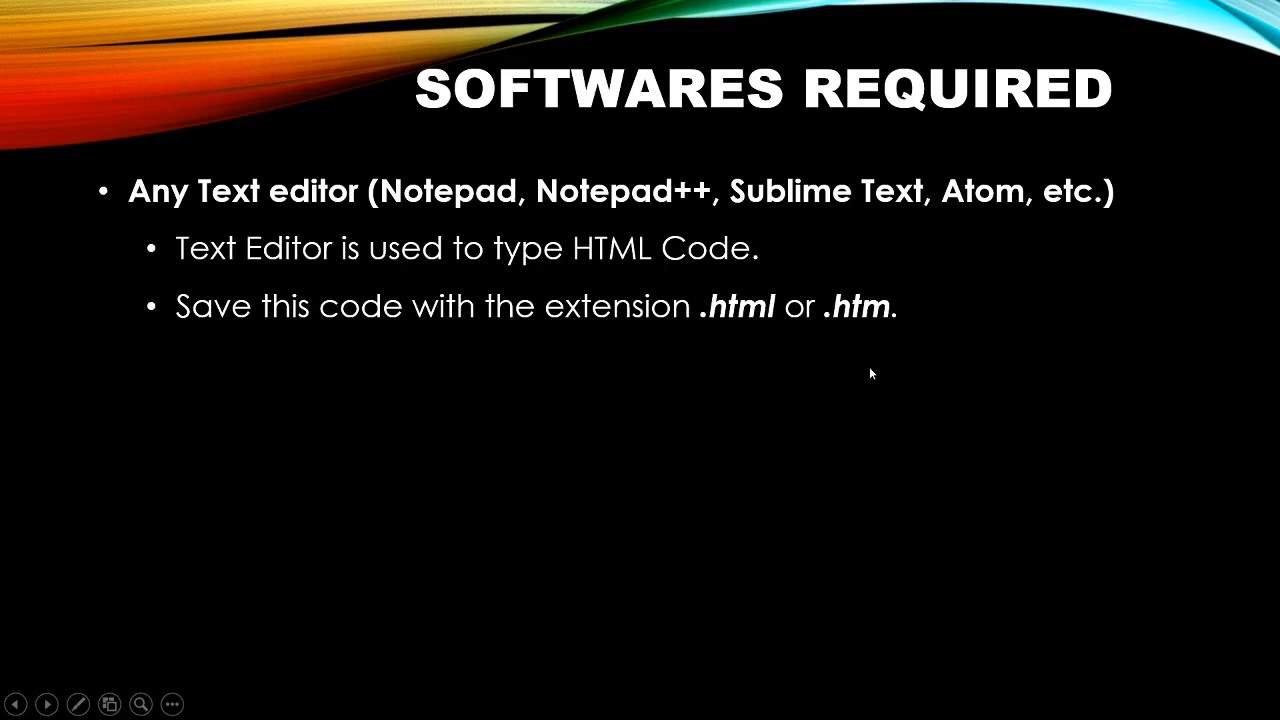 SOFTWARES REQUIRED
• Any Text editor (Notepad, Notepad++, Sublime Text, Atom, etc.)
• Text Editor is used to type HTML Code.
• Save this code with the extension .html or .htm.